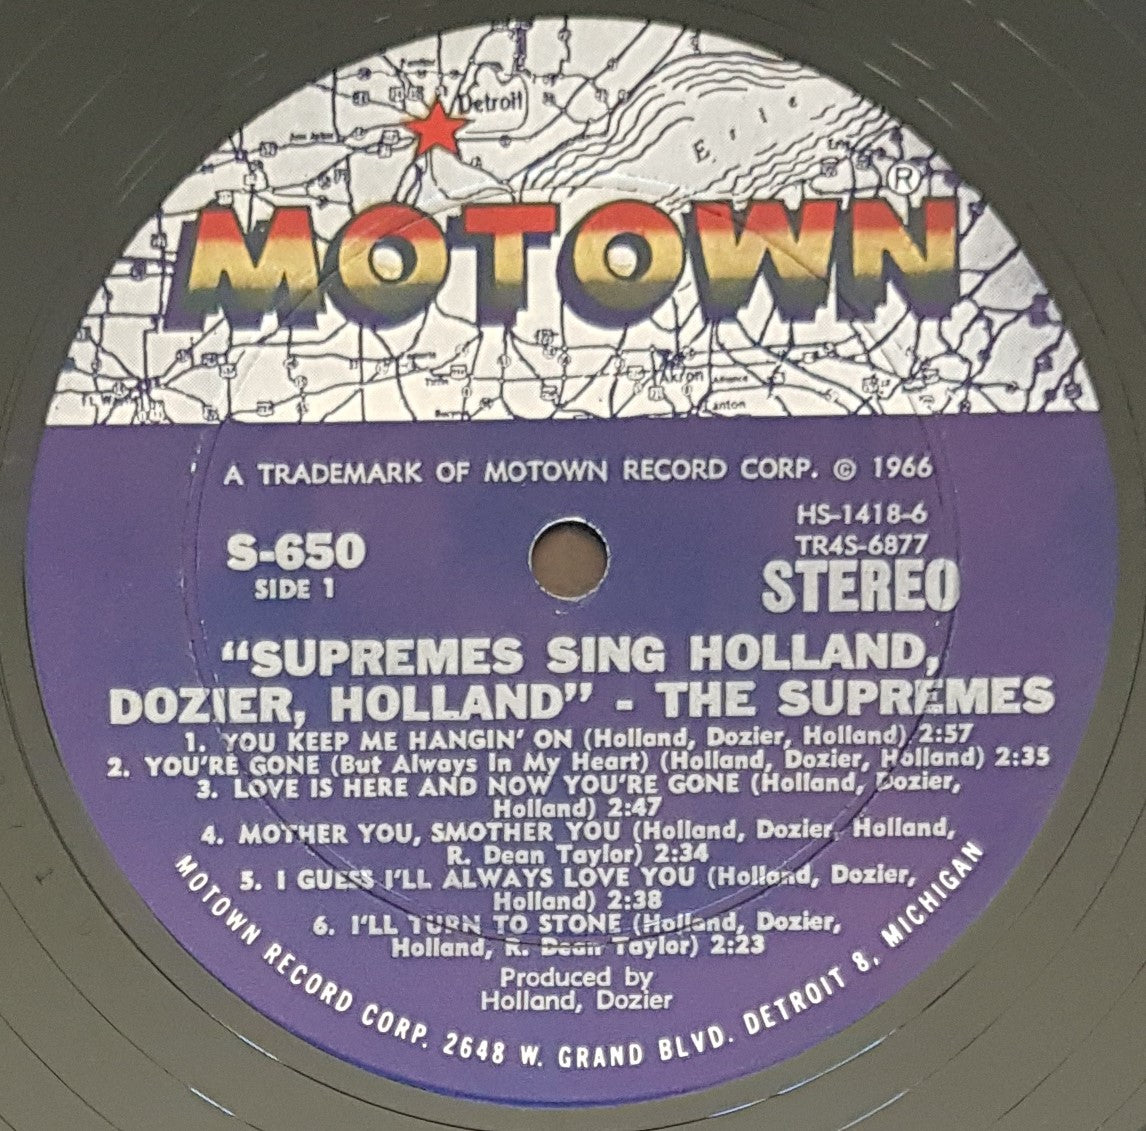 Detroit
Erie
®
MOTOWN
Akron
A TRADEMARK OF MOTOWN RECORD CORP. © 1966
HS-1418-6
S-650
TR4S-6877
SIDE 1
STEREO
"SUPREMES SING HOLLAND,
DOZIER, HOLLAND" - THE SUPREMES
1. YOU KEEP ME HANGIN' ON (Holland, Dozier, Holland) 2:57
2. YOU'RE GONE (But Always In My Heart) (Holland, Dozier, Holland) 2:35
3. LOVE IS HERE AND NOW YOU'RE GONE (Holland, Dozier,
Holland) 2:47
4. MOTHER YOU, SMOTHER YOU (Holland, Dozier, Holland,
R. Dean Taylor) 2:34
5. I GUESS I'LL ALWAYS LOVE YOU (Holland, Dozier,
Holland) 2:38
6. I'LL TURN TO STONE (Holland, Dozier,
Holland, R. Dean Taylor) 2:23
Produced by
Holland, Dozier
MOTOWN RECORD CORP. 2648 W. GRAND BLVD. DETROIT 8, MICHIGAN